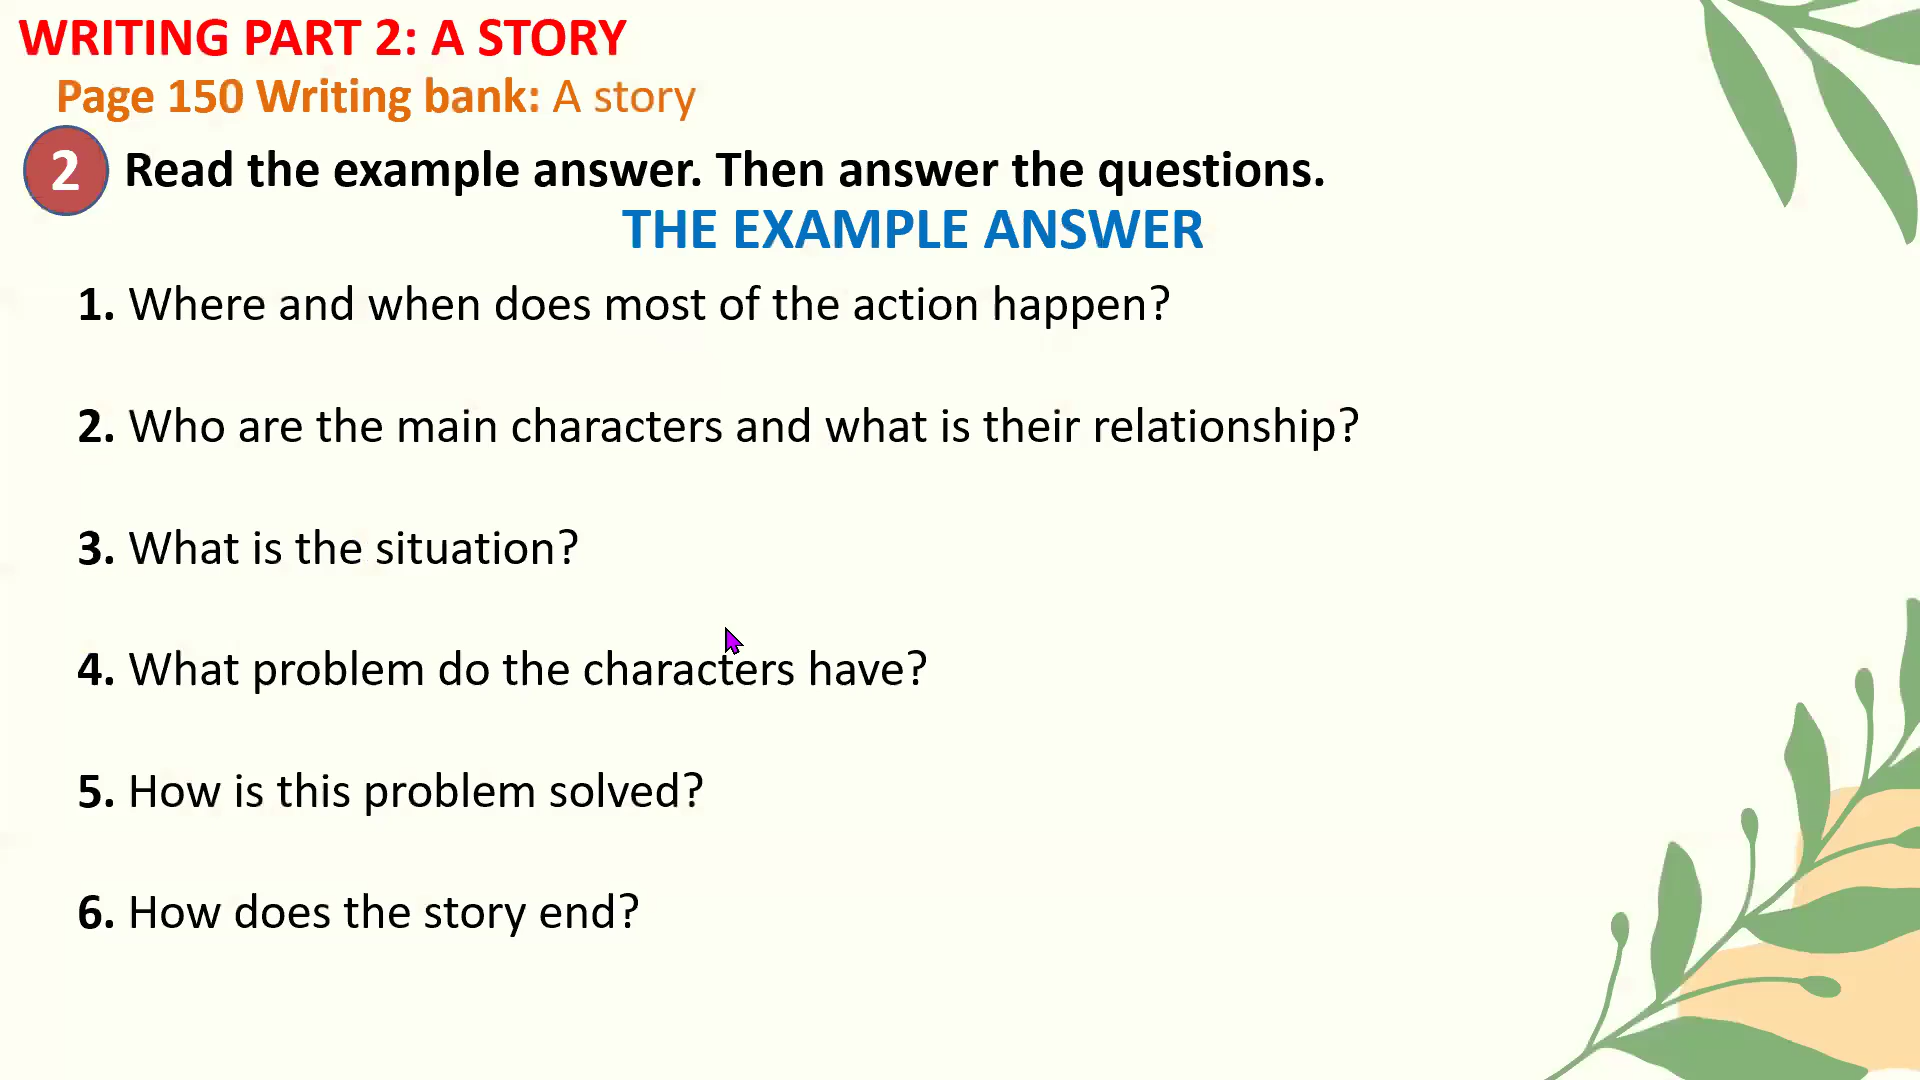 WRITING PART 2: A STORY
Page 150 Writing bank: A story
2 Read the example answer. Then answer the questions.
THE EXAMPLE ANSWER
1. Where and when does most of the action happen?
2. Who are the main characters and what is their relationship?
3. What is the situation?
4. What problem do the characters have?
5. How is this problem solved?
6. How does the story end?